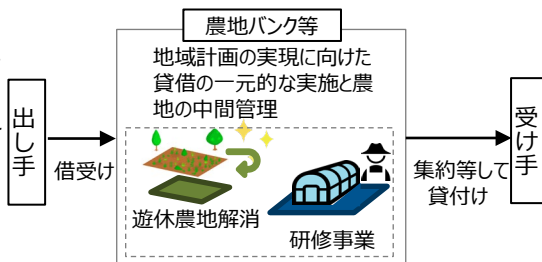 農地バンク等
地域計画の実現に向けた
貸借の一元的な実施と農
地の中間管理
出し手
借受け
遊休農地解消
研修事業
集約等して
貸付け
受け手